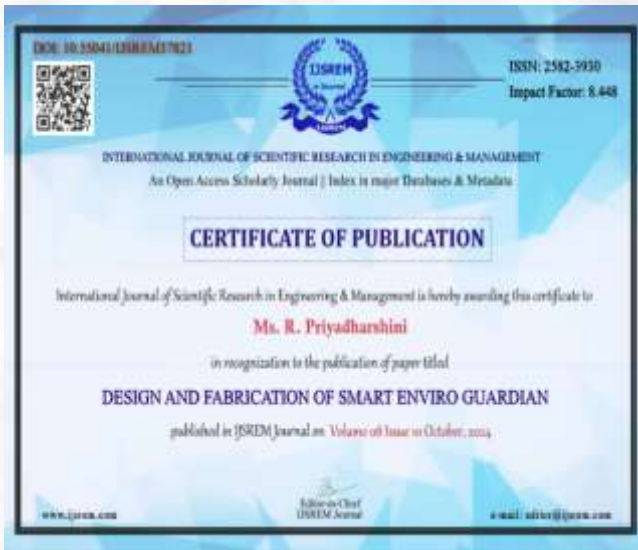 DOI: 10.55041/IJSREM37821
IJSREM
e-Journal
IJSREM
ISSN: 2582-3930
Impact Factor: 8.448
INTERNATIONAL JOURNAL OF SCIENTIFIC RESEARCH IN ENGINEERING & MANAGEMENT
An Open Access Scholarly Journal | Index in major Databases & Metadata
CERTIFICATE OF PUBLICATION
International Journal of Scientific Research in Engineering & Management is hereby awarding this certificate to
Ms. R. Priyadharshini
in recognization to the publication of paper titled
DESIGN AND FABRICATION OF SMART ENVIRO GUARDIAN
published in IJSREM Journal on Volume 08 Issue 10 October, 2024
Editor-in-Chief
IJSREM Journal
www.ijsrem.com
e-mail: editor@ijsrem.com